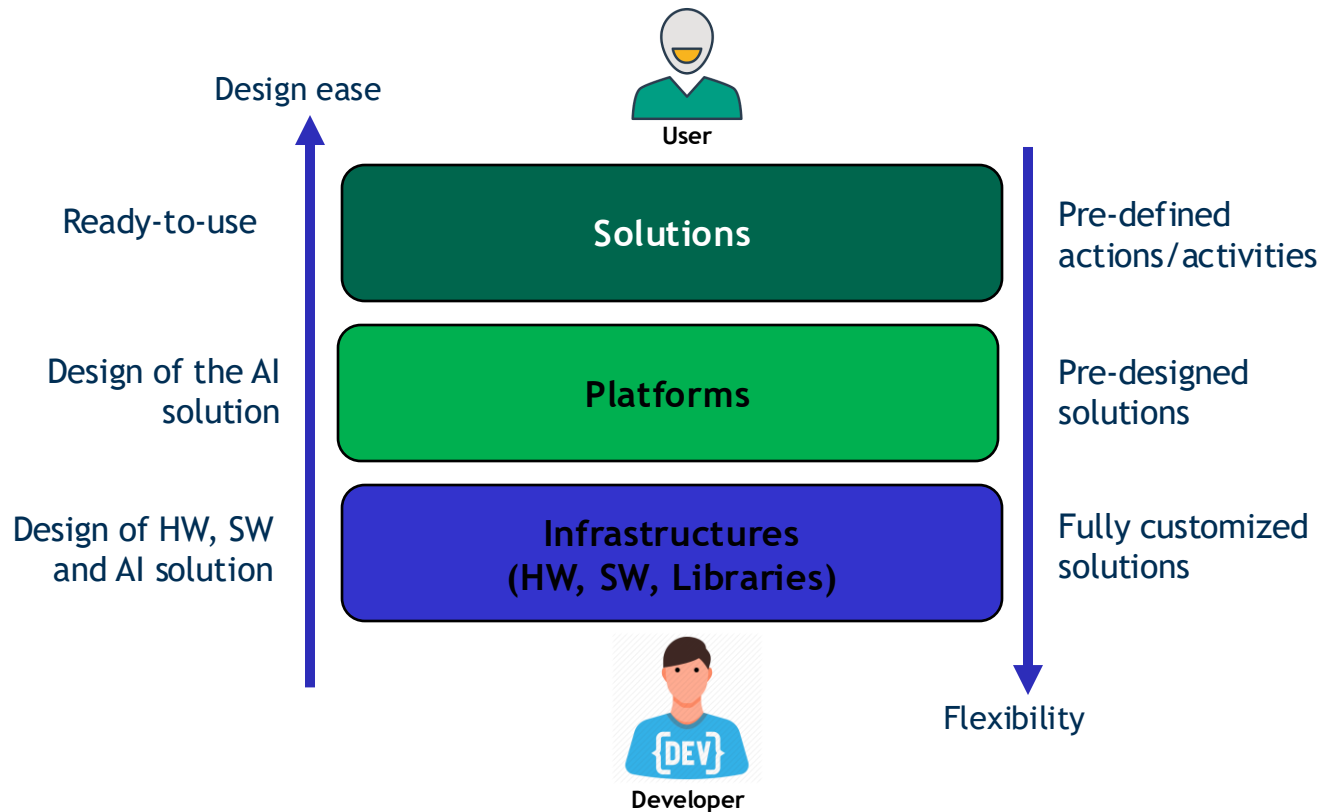 User
Design ease
Ready-to-use
Solutions
Pre-defined
actions/activities
Design of the AI
solution
Platforms
Pre-designed
solutions
Design of HW, SW
and AI solution
Infrastructures
(HW, SW, Libraries)
Fully customized
solutions
{DEV}
Flexibility
Developer